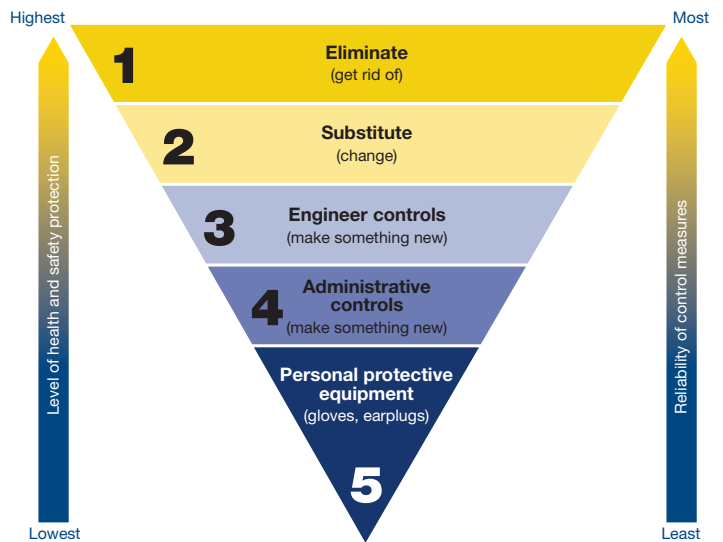 Highest
Most
1
Eliminate
(get rid of)
2
Substitute
(change)
3
Engineer controls
(make something new)
4
Administrative
controls
(make something new)
Personal protective
equipment
(gloves, earplugs)
5
Level of health and safety protection
Reliability of control measures
Lowest
Least